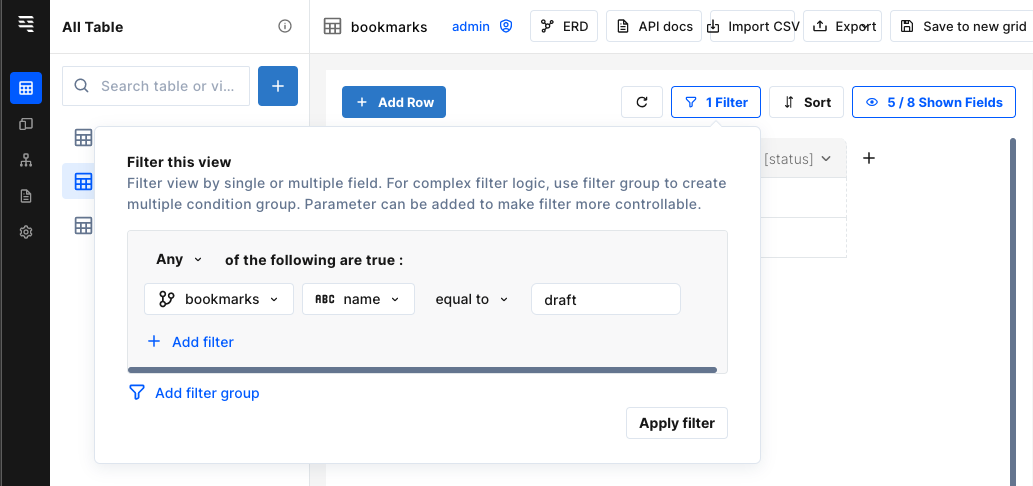 All Table
bookmarks
admin
ERD
API docs
Import CSV
Export
Save to new grid
Search table or vi...
Add Row
1 Filter
Sort
5 / 8 Shown Fields
[status]
Filter this view
Filter view by single or multiple field. For complex filter logic, use filter group to create
multiple condition group. Parameter can be added to make filter more controllable.
Any of the following are true :
bookmarks ABC name equal to draft
Add filter
Add filter group
Apply filter